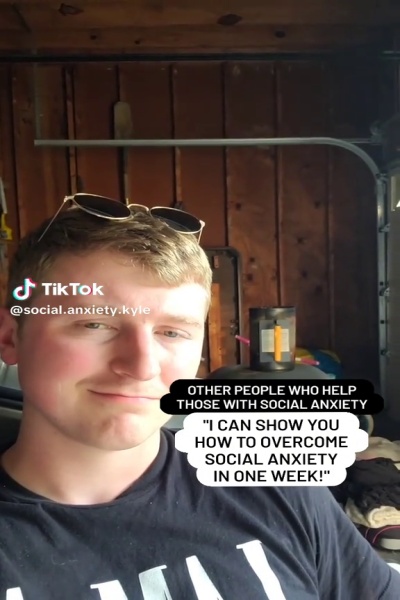 TikTok
@social.anxiety.kyle
OTHER PEOPLE WHO HELP
THOSE WITH SOCIAL ANXIETY
"I CAN SHOW YOU
HOW TO OVERCOME
SOCIAL ANXIETY
IN ONE WEEK!"